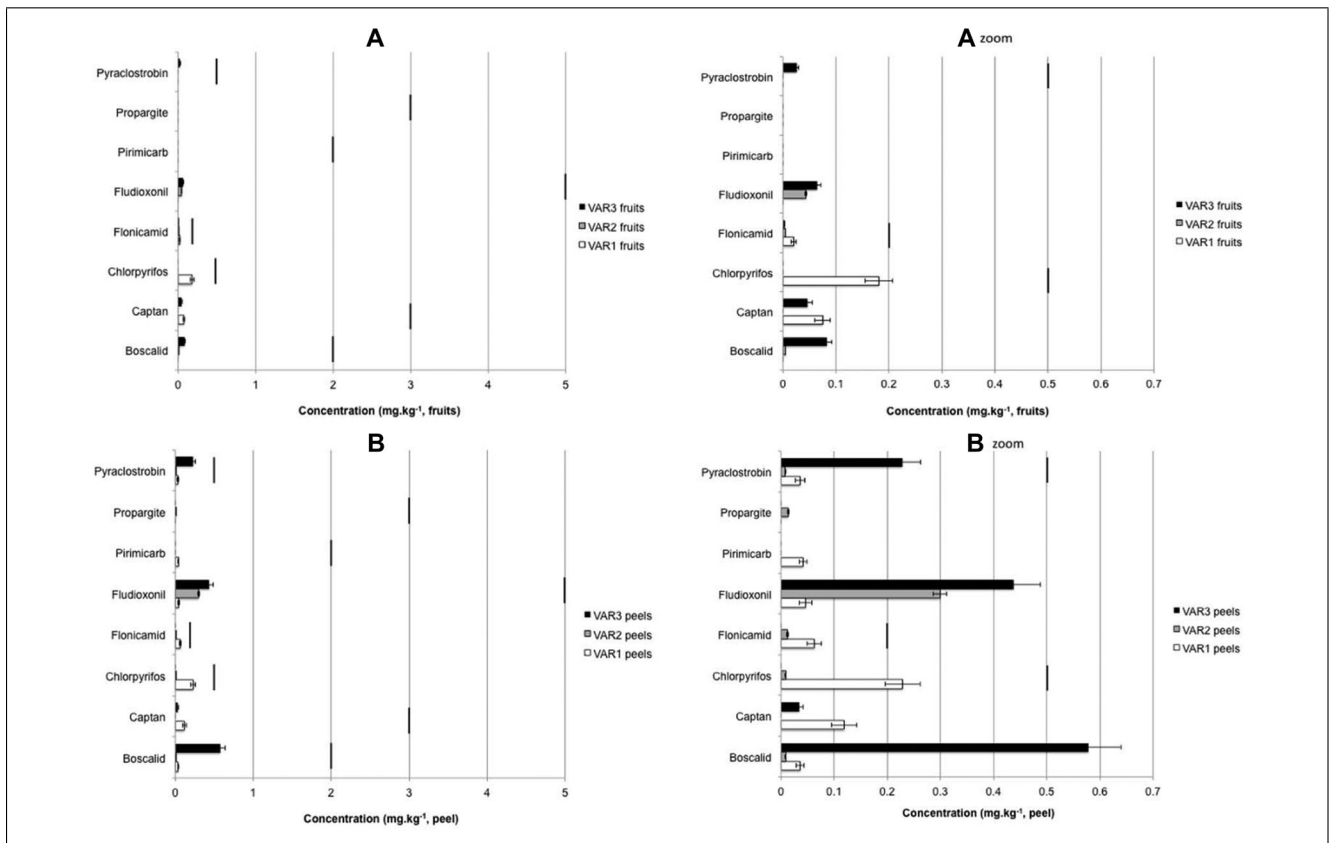 A
Pyraclostrobin
Propargite
Pirimicarb
Fludioxonil
Flonicamid
Chlorpyrifos
Captan
Boscalid
0 1 2 3 4 5
Concentration (mg.kg-1, fruits)
VAR3 fruits
VAR2 fruits
VAR1 fruits
A zoom
Pyraclostrobin
Propargite
Pirimicarb
Fludioxonil
Flonicamid
Chlorpyrifos
Captan
Boscalid
0 0.1 0.2 0.3 0.4 0.5 0.6 0.7
Concentration (mg.kg-1, fruits)
VAR3 fruits
VAR2 fruits
VAR1 fruits
B
Pyraclostrobin
Propargite
Pirimicarb
Fludioxonil
Flonicamid
Chlorpyrifos
Captan
Boscalid
0 1 2 3 4 5
Concentration (mg.kg-1, peel)
VAR3 peels
VAR2 peels
VAR1 peels
B zoom
Pyraclostrobin
Propargite
Pirimicarb
Fludioxonil
Flonicamid
Chlorpyrifos
Captan
Boscalid
0 0.1 0.2 0.3 0.4 0.5 0.6 0.7
Concentration (mg.kg-1, peel)
VAR3 peels
VAR2 peels
VAR1 peels